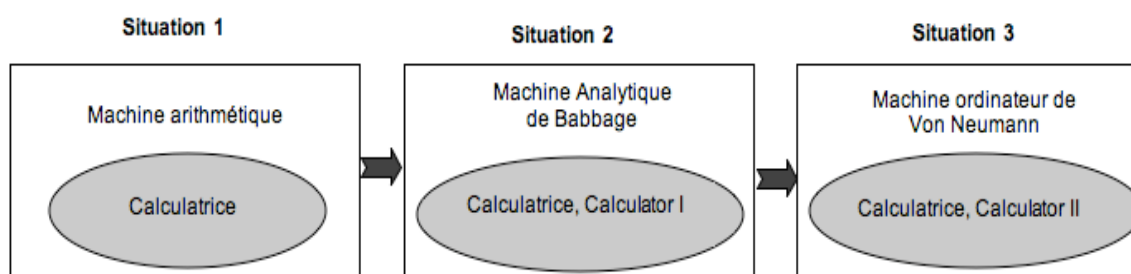 Situation 1
Machine arithmétique
Calculatrice
Situation 2
Machine Analytique
de Babbage
Calculatrice, Calculator I
Situation 3
Machine ordinateur de
Von Neumann
Calculatrice, Calculator II